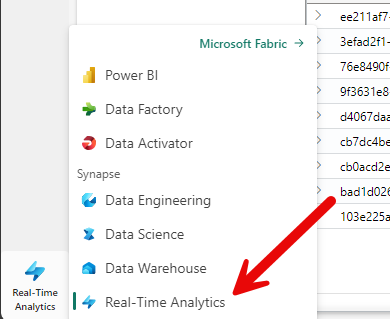 Microsoft Fabric
Power BI
Data Factory
Data Activator
Synapse
Data Engineering
Data Science
Data Warehouse
Real-Time Analytics
Real-Time
Analytics
ee211af7-
3efad2f1-
76e8490f
9f3631e8
d4067daa
cb7dc4be
cb0acd2e
bad1d026
103e225a